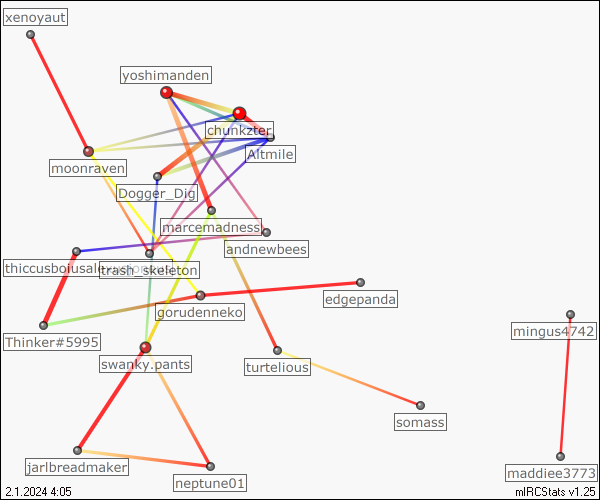 xenoyaut
yoshimanden
chunkzter
Altmile
moonraven
Dogger_Dig
marcemadness
andnewbees
trash_skeleton
edgepanda
gorudenneko
mingus4742
Thinker#5995
swanky.pants
turtelious
somass
jarlbreadmaker
neptune01
maddiee3773
2.1.2024 4:05
mIRCStats v1.25